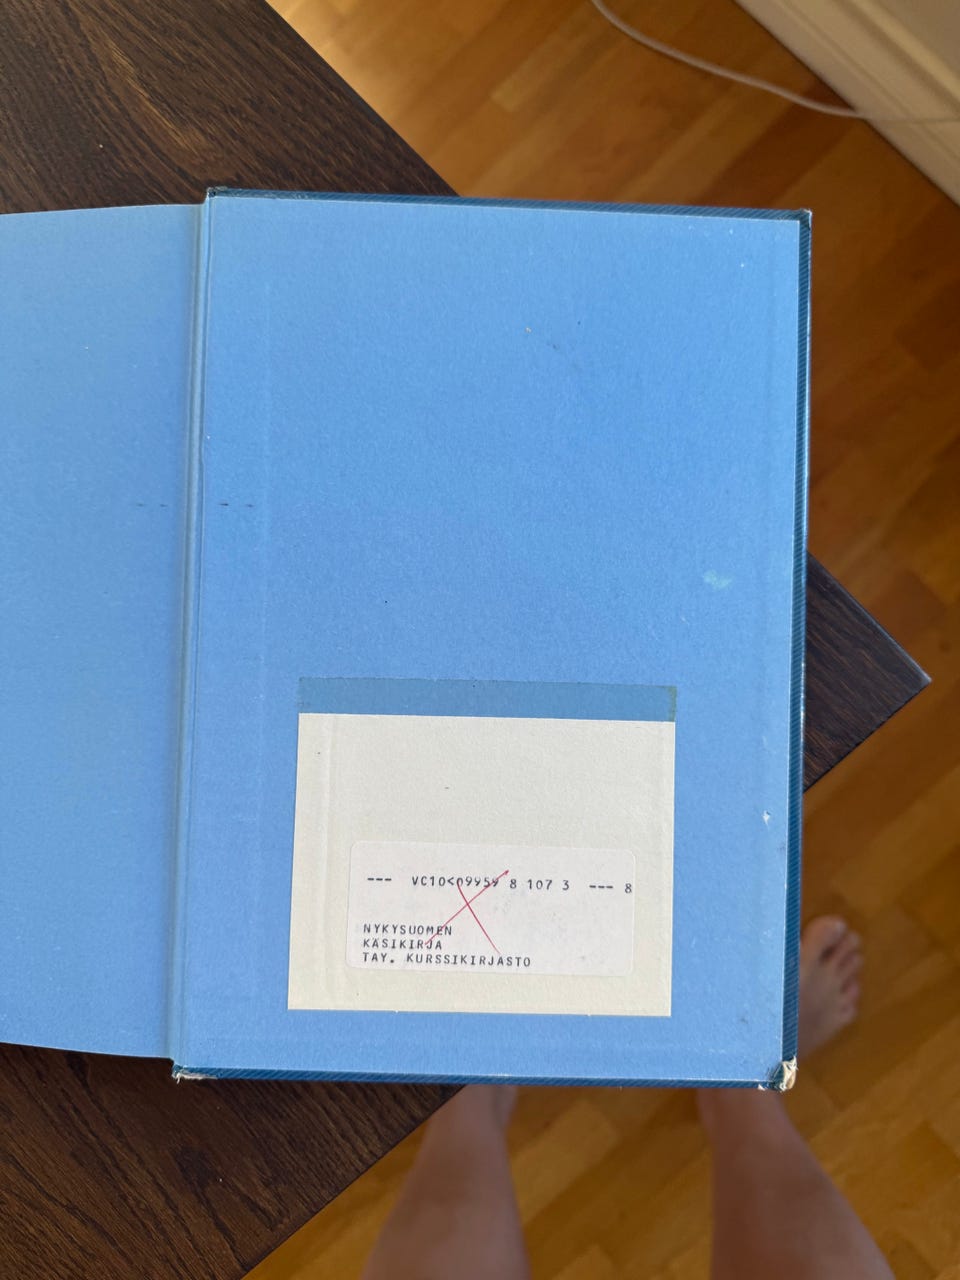 --- VC10<09959 8 107 3 --- 8
NYKYSUOMEN
KÄSIKIRJA
TAY. KURSSIKIRJASTO